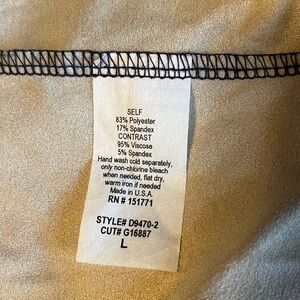 SELF
83% Polyester
17% Spandex
CONTRAST
95% Viscose
5% Spandex
Hand wash cold separately,
only non-chlorine bleach
when needed, flat dry,
warm iron if needed
Made in U.S.A.
RN # 151771
STYLE# D9470-2
CUT# G16887
L